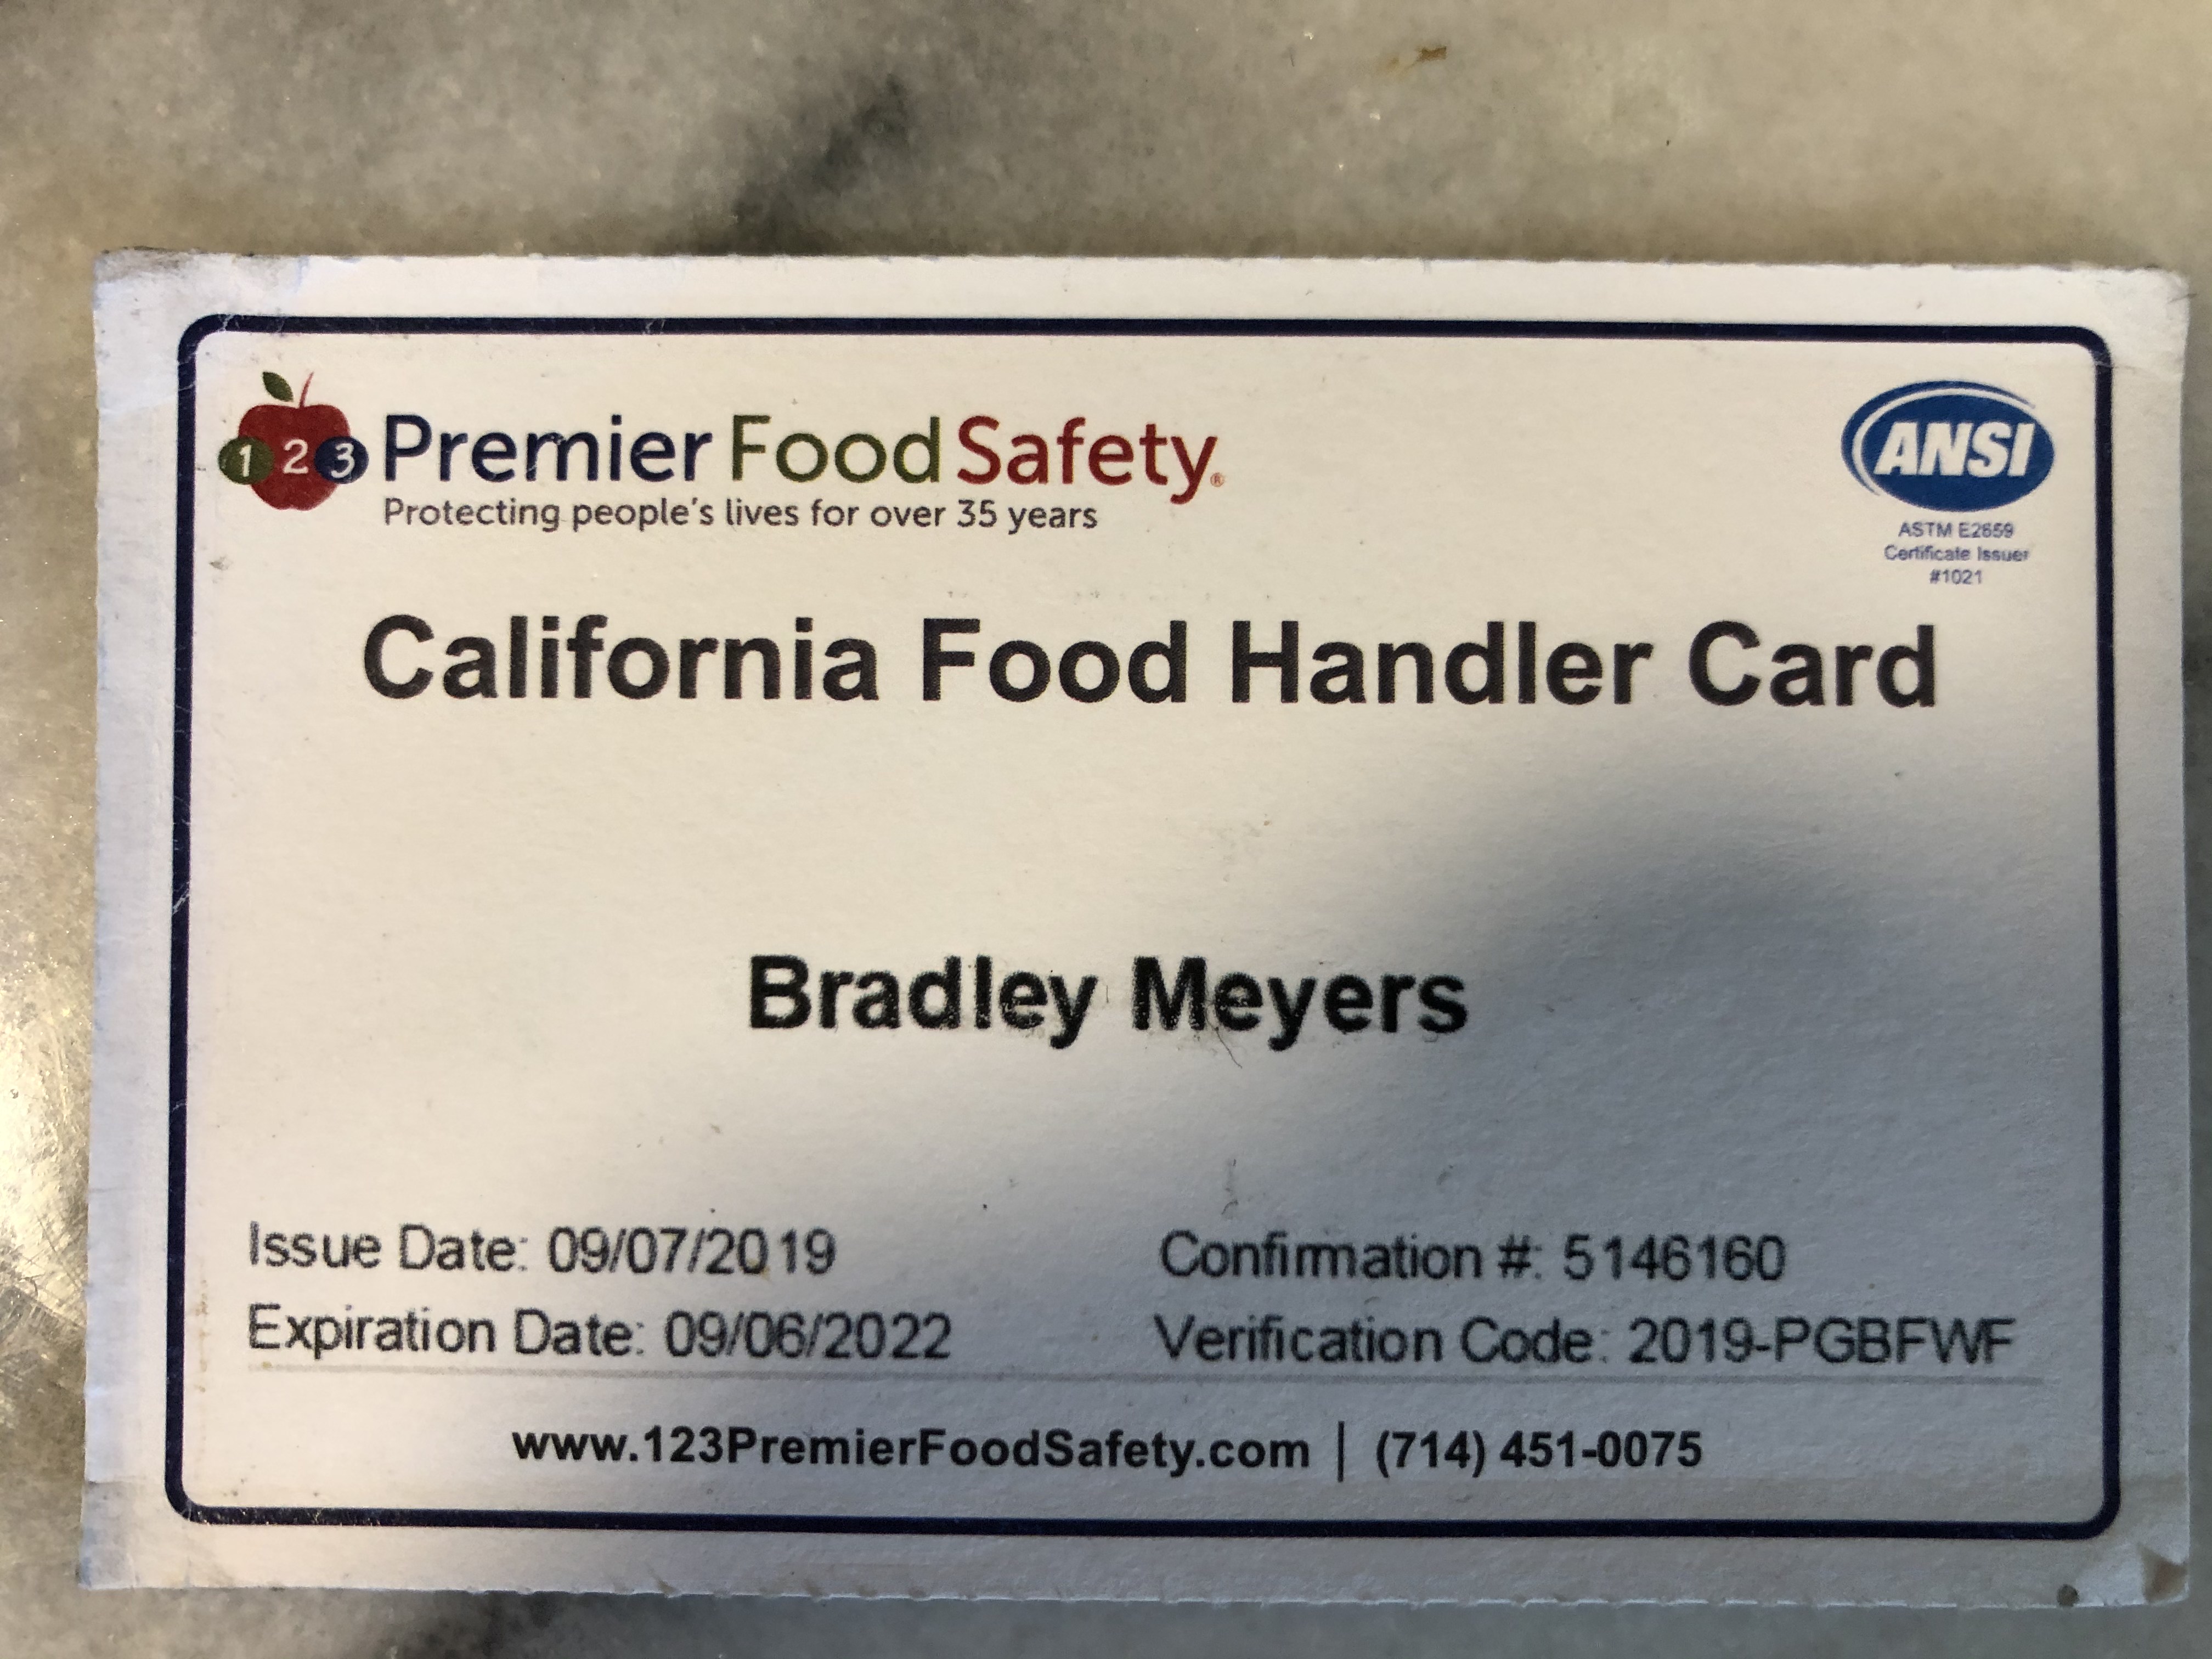 1 2 3 Premier Food Safety®
Protecting people's lives for over 35 years
ANSI
ASTM E2659
Certificate Issuer
#1021
California Food Handler Card
Bradley Meyers
Issue Date: 09/07/2019
Confirmation #: 5146160
Expiration Date: 09/06/2022
Verification Code: 2019-PGBFWF
www.123PremierFoodSafety.com | (714) 451-0075